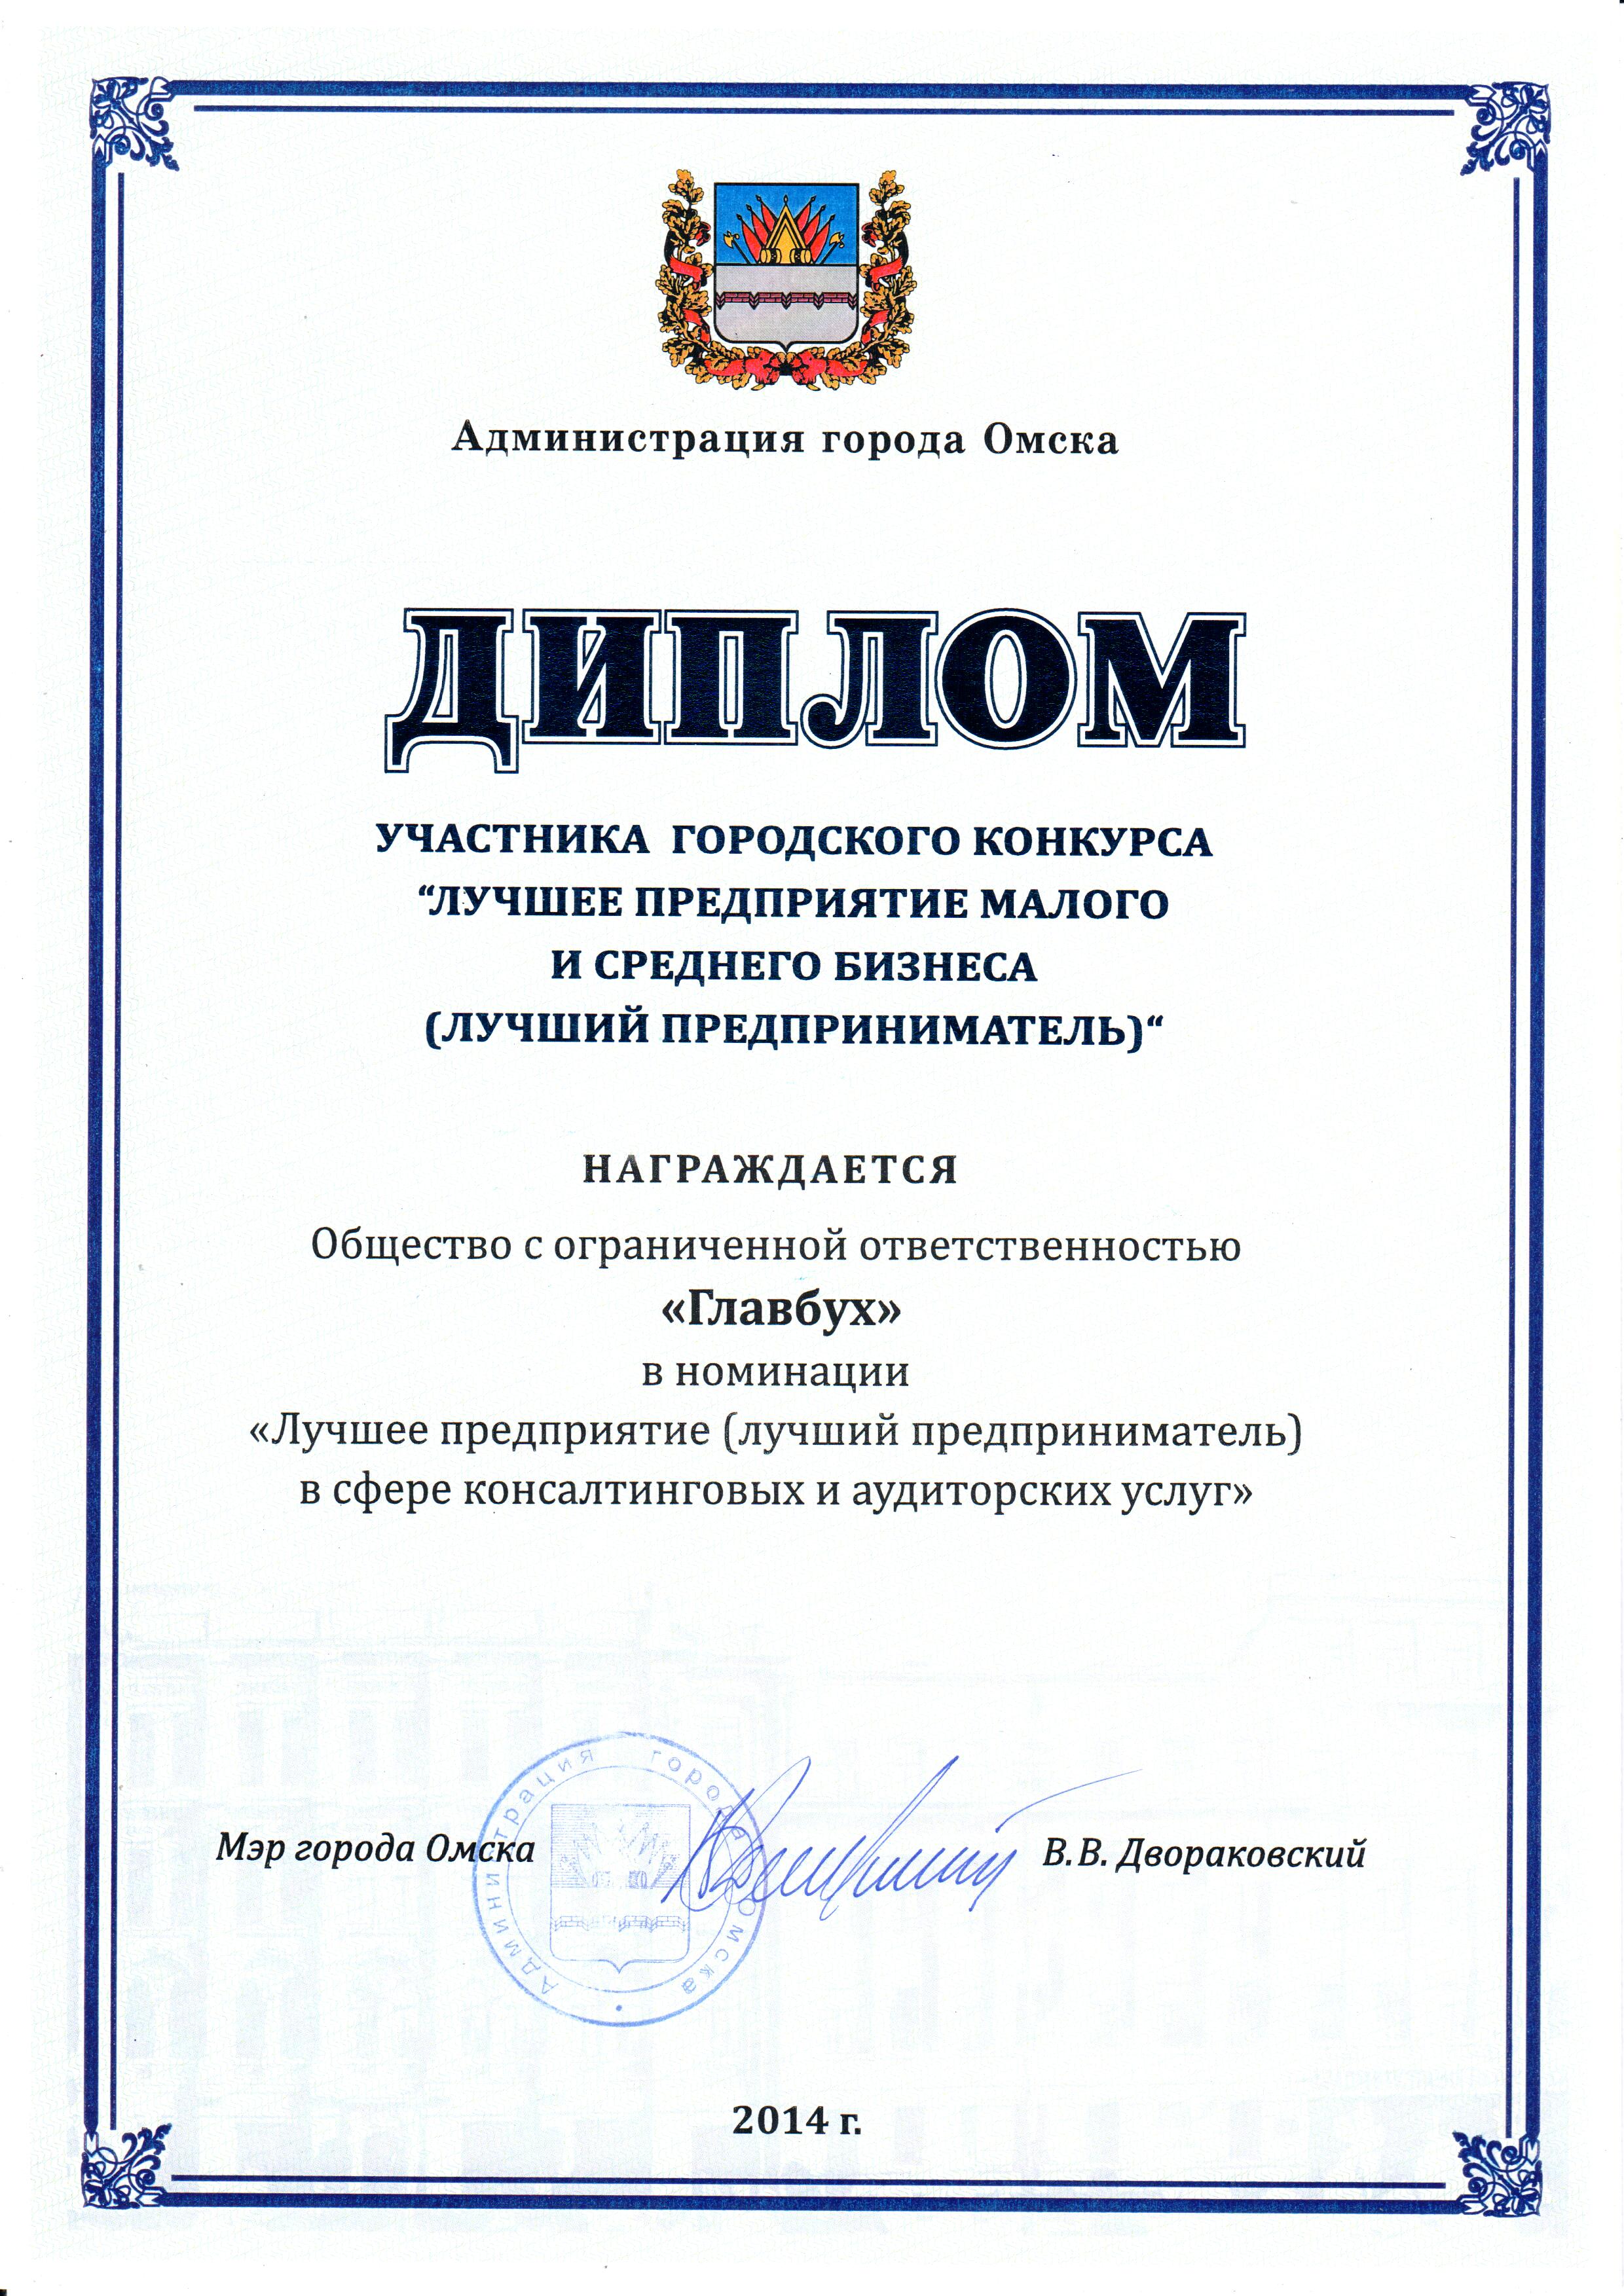 Администрация города Омска
ДИПЛОМ
УЧАСТНИКА ГОРОДСКОГО КОНКУРСА
“ЛУЧШЕЕ ПРЕДПРИЯТИЕ МАЛОГО
И СРЕДНЕГО БИЗНЕСА
(ЛУЧШИЙ ПРЕДПРИНИМАТЕЛЬ)“
НАГРАЖДАЕТСЯ
Общество с ограниченной ответственностью
«Главбух»
в номинации
«Лучшее предприятие (лучший предприниматель)
в сфере консалтинговых и аудиторских услуг»
Мэр города Омска
Администрация города Омска
В.В. Двораковский
2014 г.